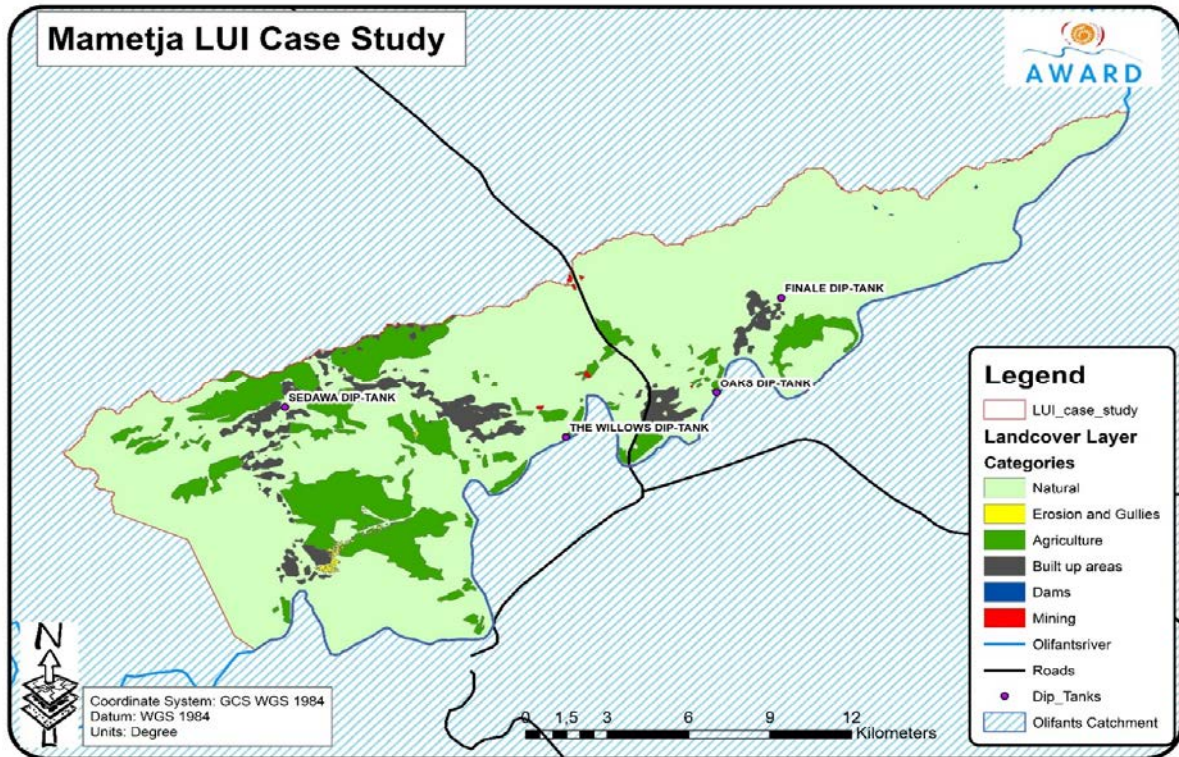 Mametja LUI Case Study
AWARD
FINALE DIP-TANK
OAKS DIP-TANK
SEDAWA DIP-TANK
THE WILLOWS DIP-TANK
Legend
LUI_case_study
Landcover Layer
Categories
Natural
Erosion and Gullies
Agriculture
Built up areas
Dams
Mining
Olifantsriver
Roads
Dip_Tanks
Olifants Catchment
N
Coordinate System: GCS WGS 1984
Datum: WGS 1984
Units: Degree
0 1,5 3 6 9 12
Kilometers